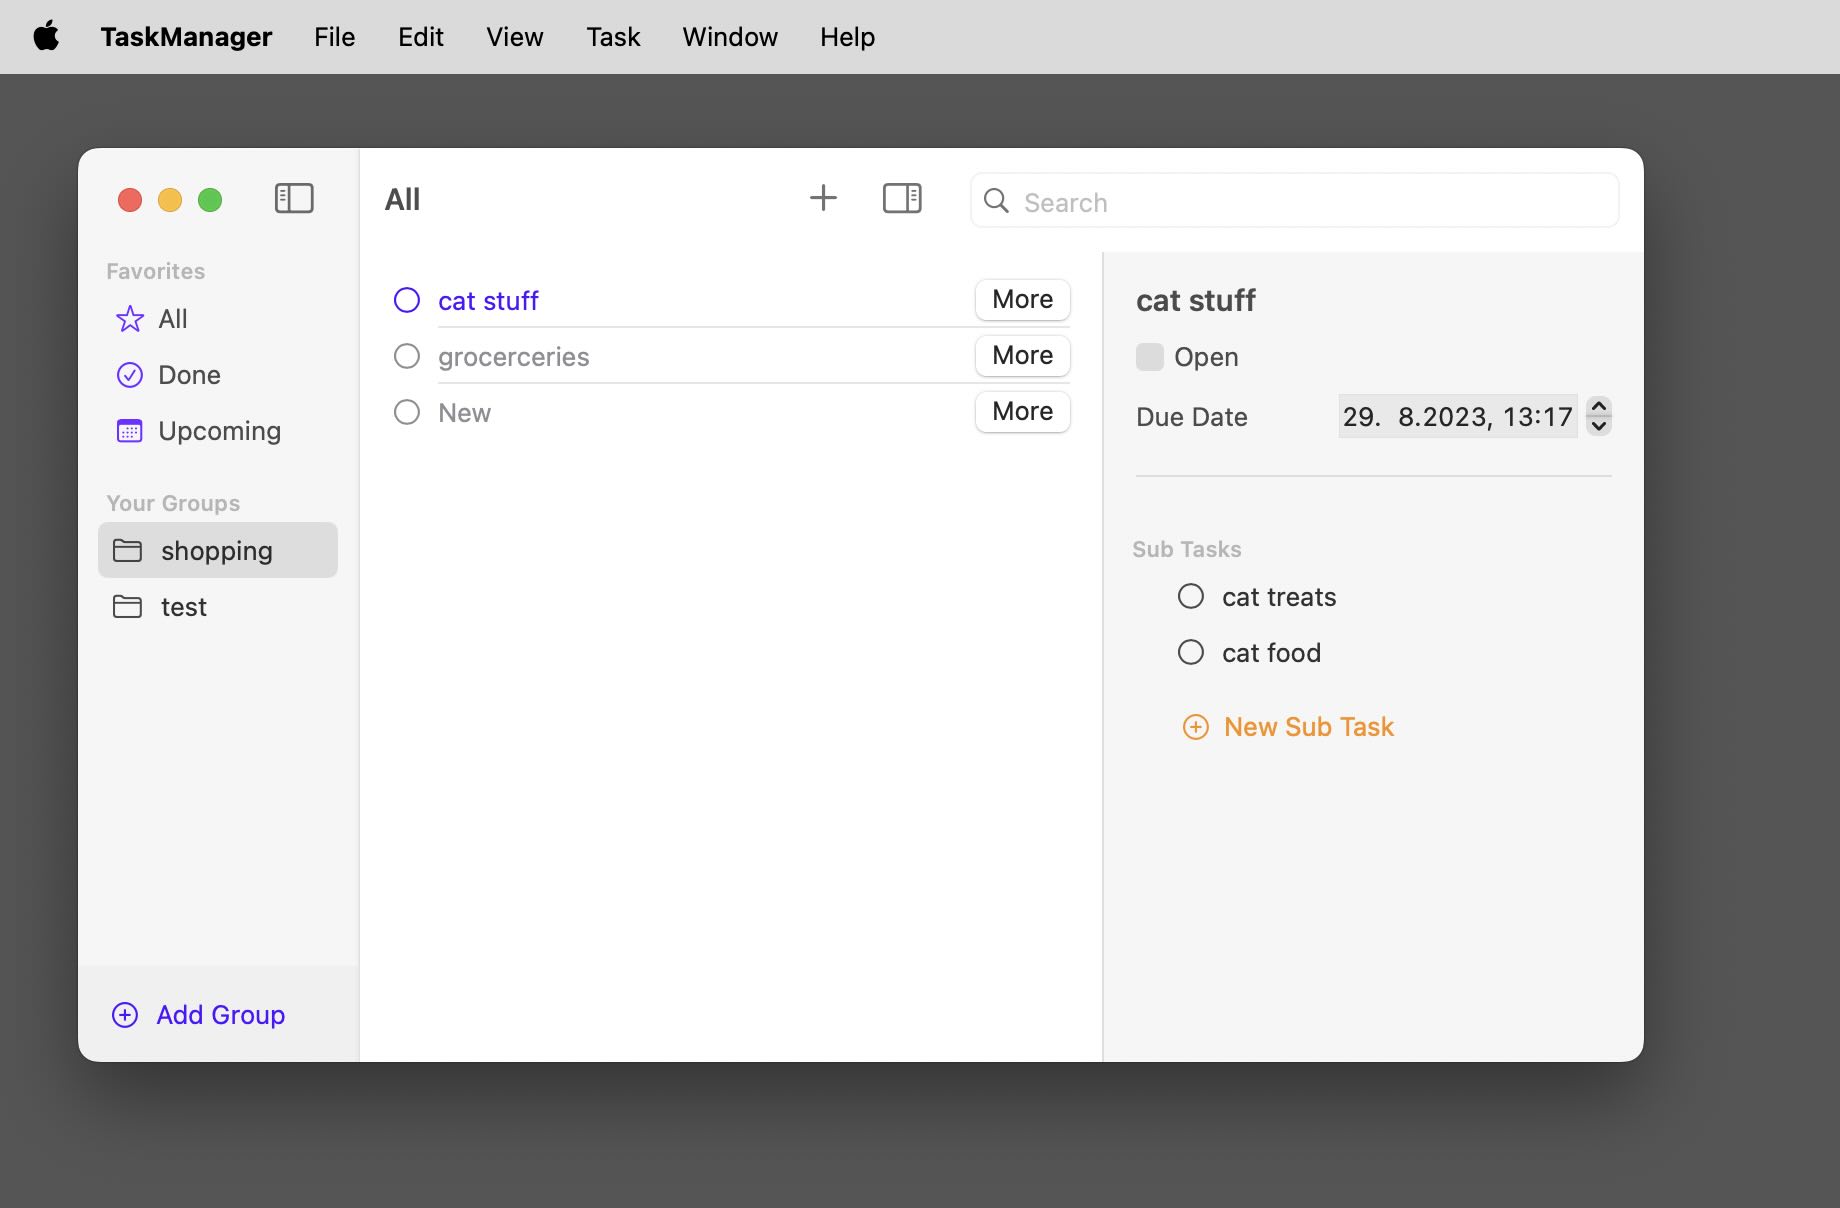 TaskManager File Edit View Task Window Help
All
Search
Favorites
All
Done
Upcoming
Your Groups
shopping
test
Add Group
cat stuff More
grocerceries More
New More
cat stuff
Open
Due Date 29. 8.2023, 13:17
Sub Tasks
cat treats
cat food
New Sub Task